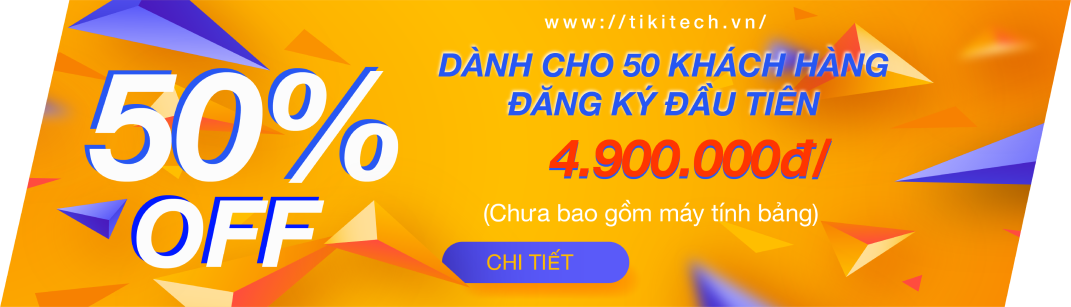 50%
OFF
www.://tikitech.vn/
DÀNH CHO 50 KHÁCH HÀNG
ĐĂNG KÝ ĐẦU TIÊN
4.900.000đ/
(Chưa bao gồm máy tính bảng)
CHI TIẾT